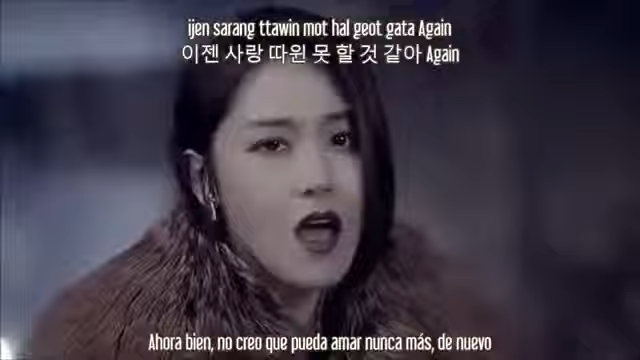 ijen sarang ttawin mot hal geot gata Again
이젠 사랑 따윈 못 할 것 같아 Again
Ahora bien, no creo que pueda amar nunca más, de nuevo